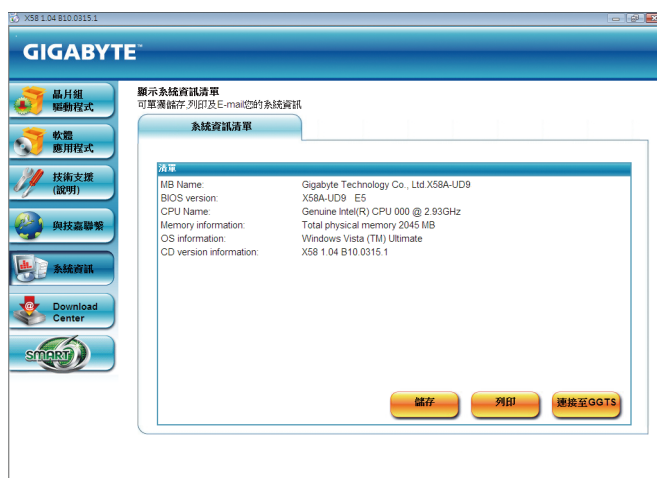 X58 1.04 B10.0315.1
GIGABYTE™
晶片組
驅動程式
軟體
應用程式
技術支援
(說明)
與技嘉聯繫
系統資訊
Download
Center
SMART
顯示系統資訊清單
可單獨儲存,列印及E-mail您的系統資訊
系統資訊清單
清單
MB Name: Gigabyte Technology Co., Ltd.X58A-UD9
BIOS version: X58A-UD9 E5
CPU Name: Genuine Intel(R) CPU 000 @ 2.93GHz
Memory information: Total physical memory 2045 MB
OS information: Windows Vista (TM) Ultimate
CD version information: X58 1.04 B10.0315.1
儲存 列印 連接至GGTS